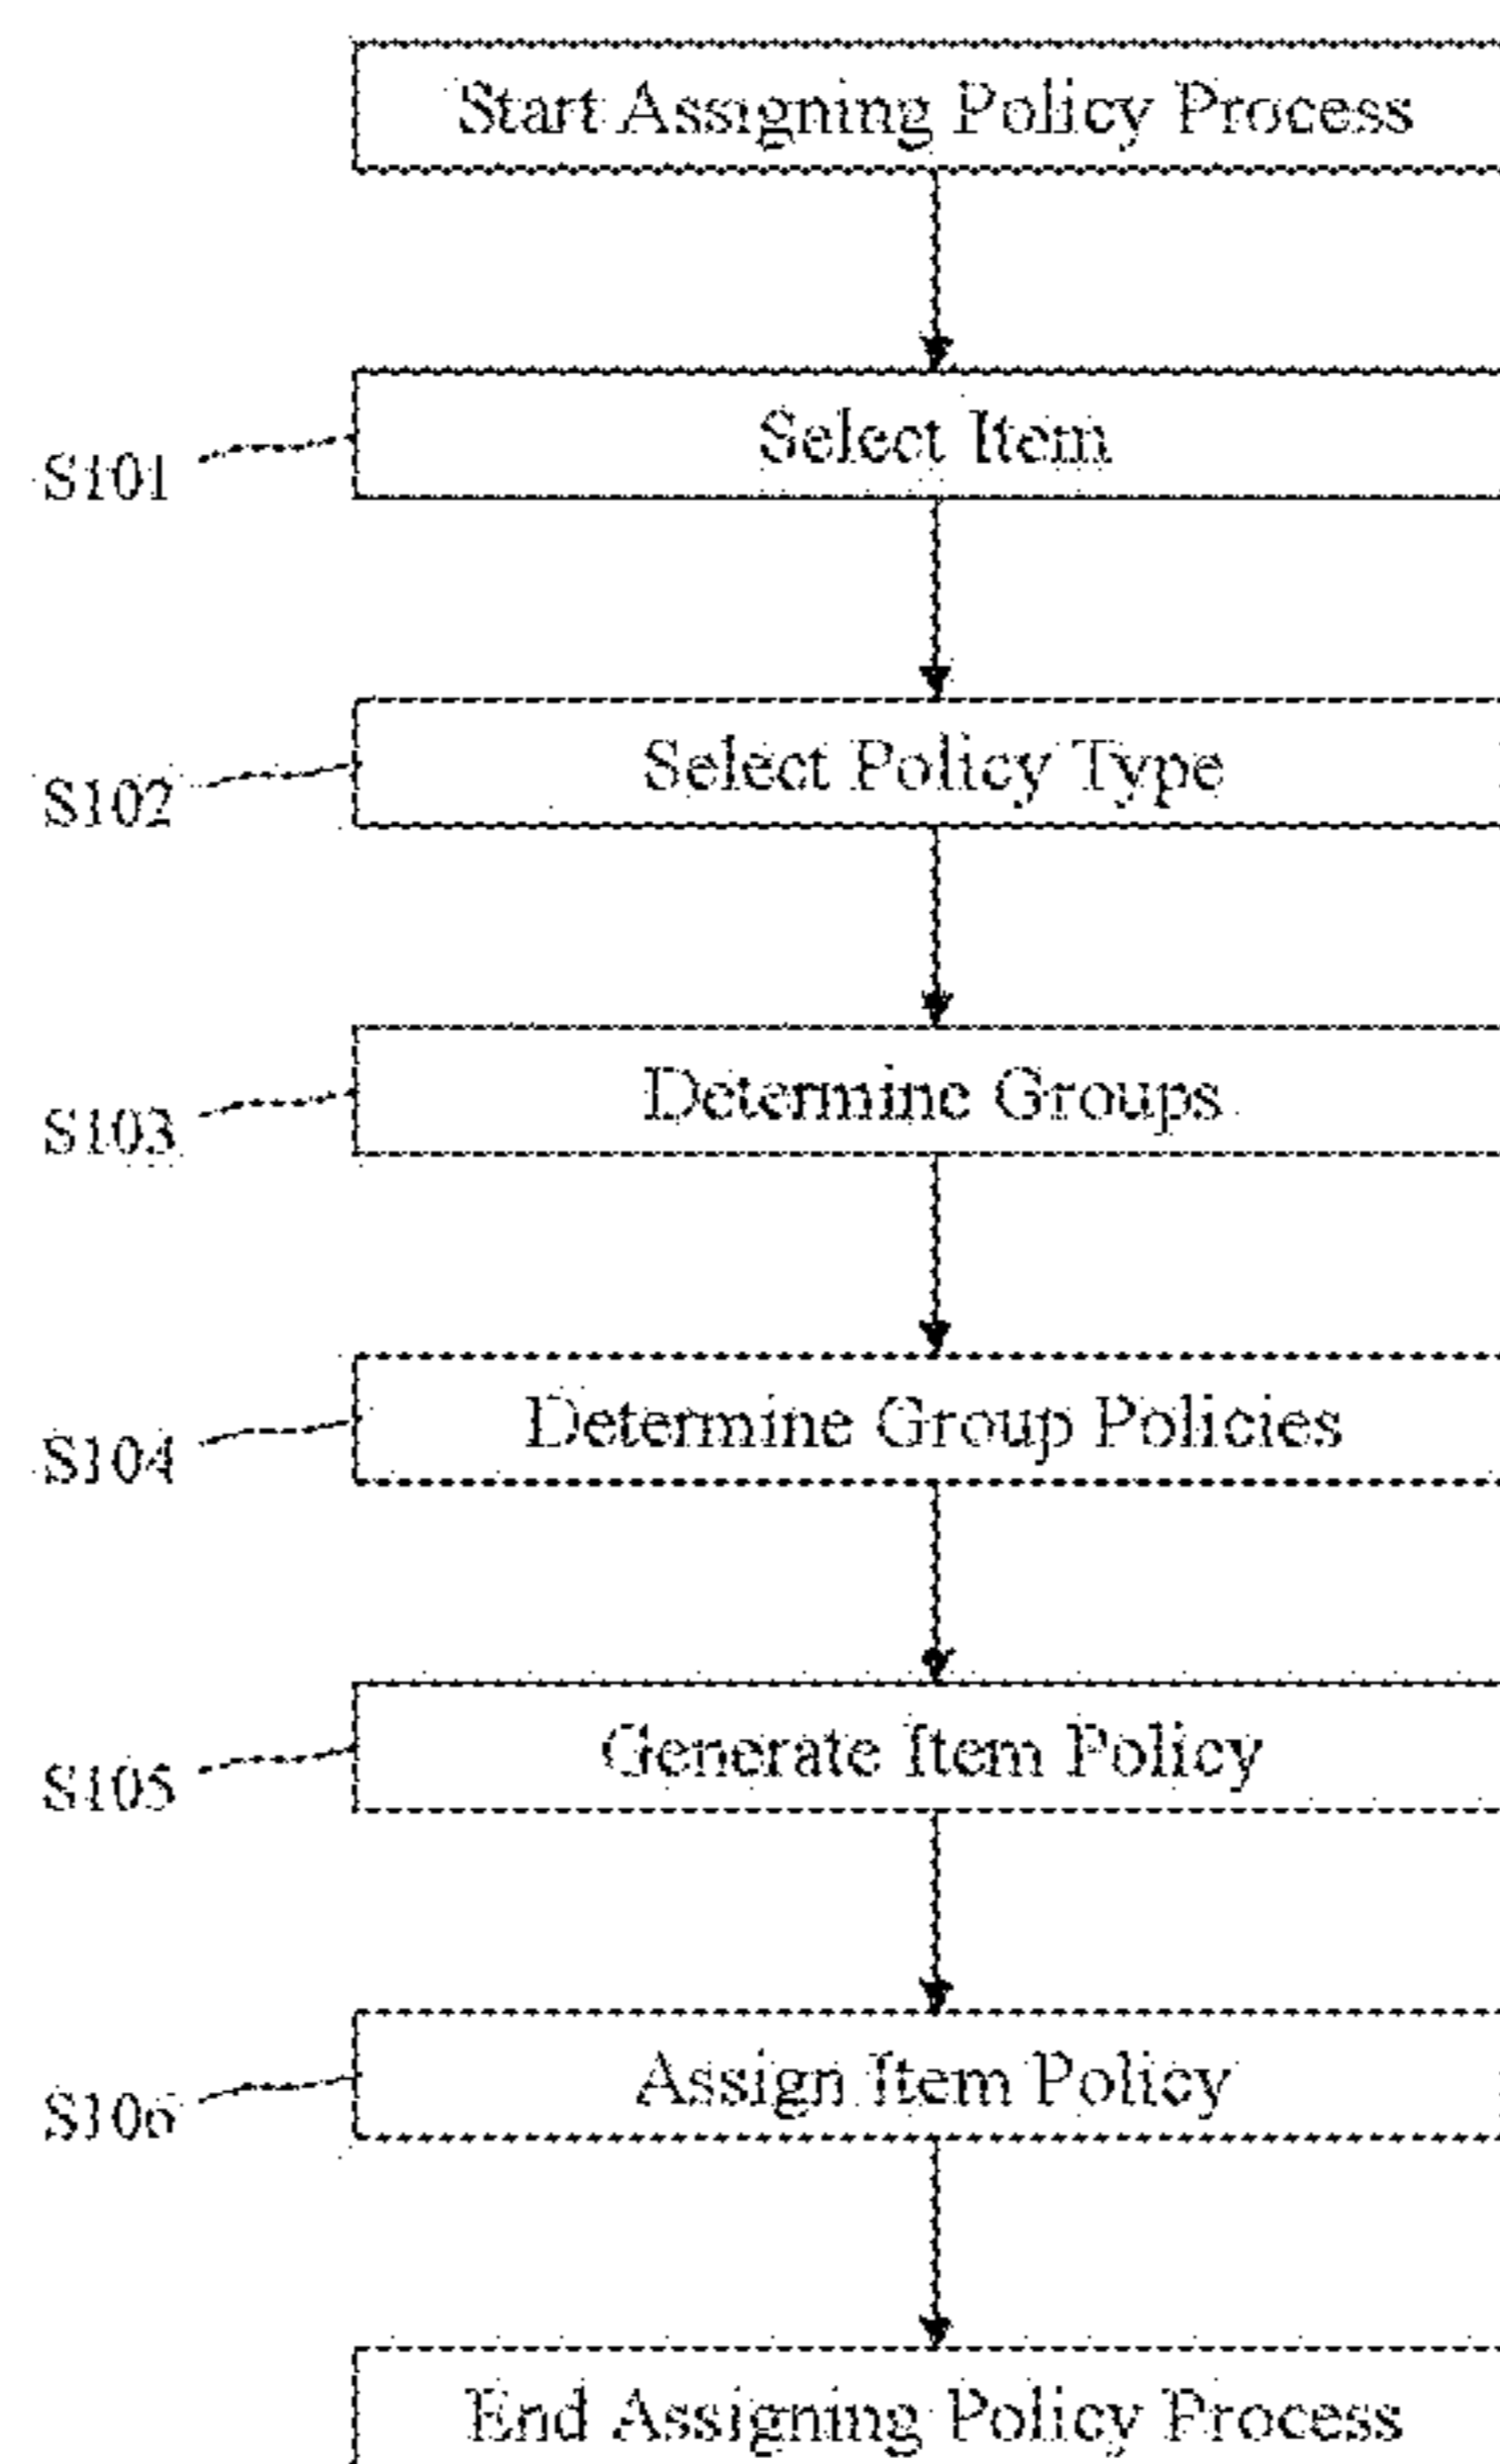 Start Assigning Policy Process
Select Item
S101
Select Policy Type
S102
Determine Groups
S103
Determine Group Policies
S104
Generate Item Policy
S105
Assign Item Policy
S106
End Assigning Policy Process